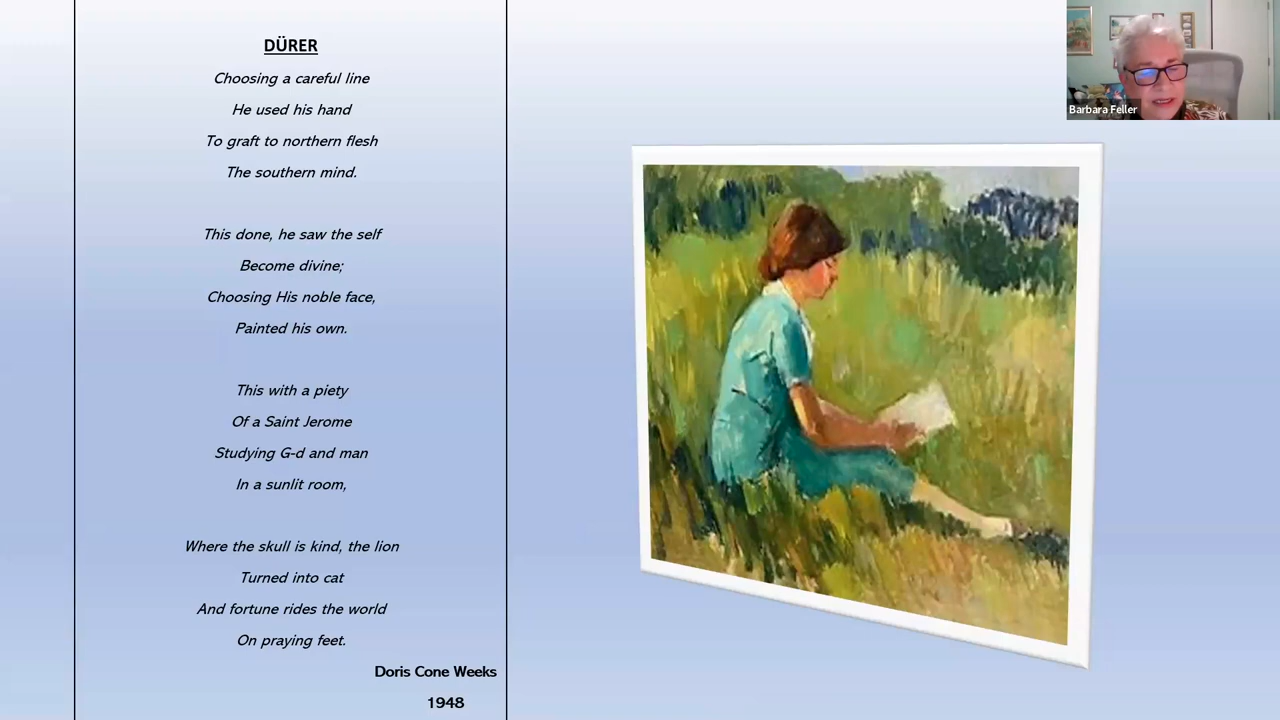 DÜRER
Choosing a careful line
He used his hand
To graft to northern flesh
The southern mind.
This done, he saw the self
Become divine;
Choosing His noble face,
Painted his own.
This with a piety
Of a Saint Jerome
Studying G-d and man
In a sunlit room,
Where the skull is kind, the lion
Turned into cat
And fortune rides the world
On praying feet.
Doris Cone Weeks
1948
Barbara Feller